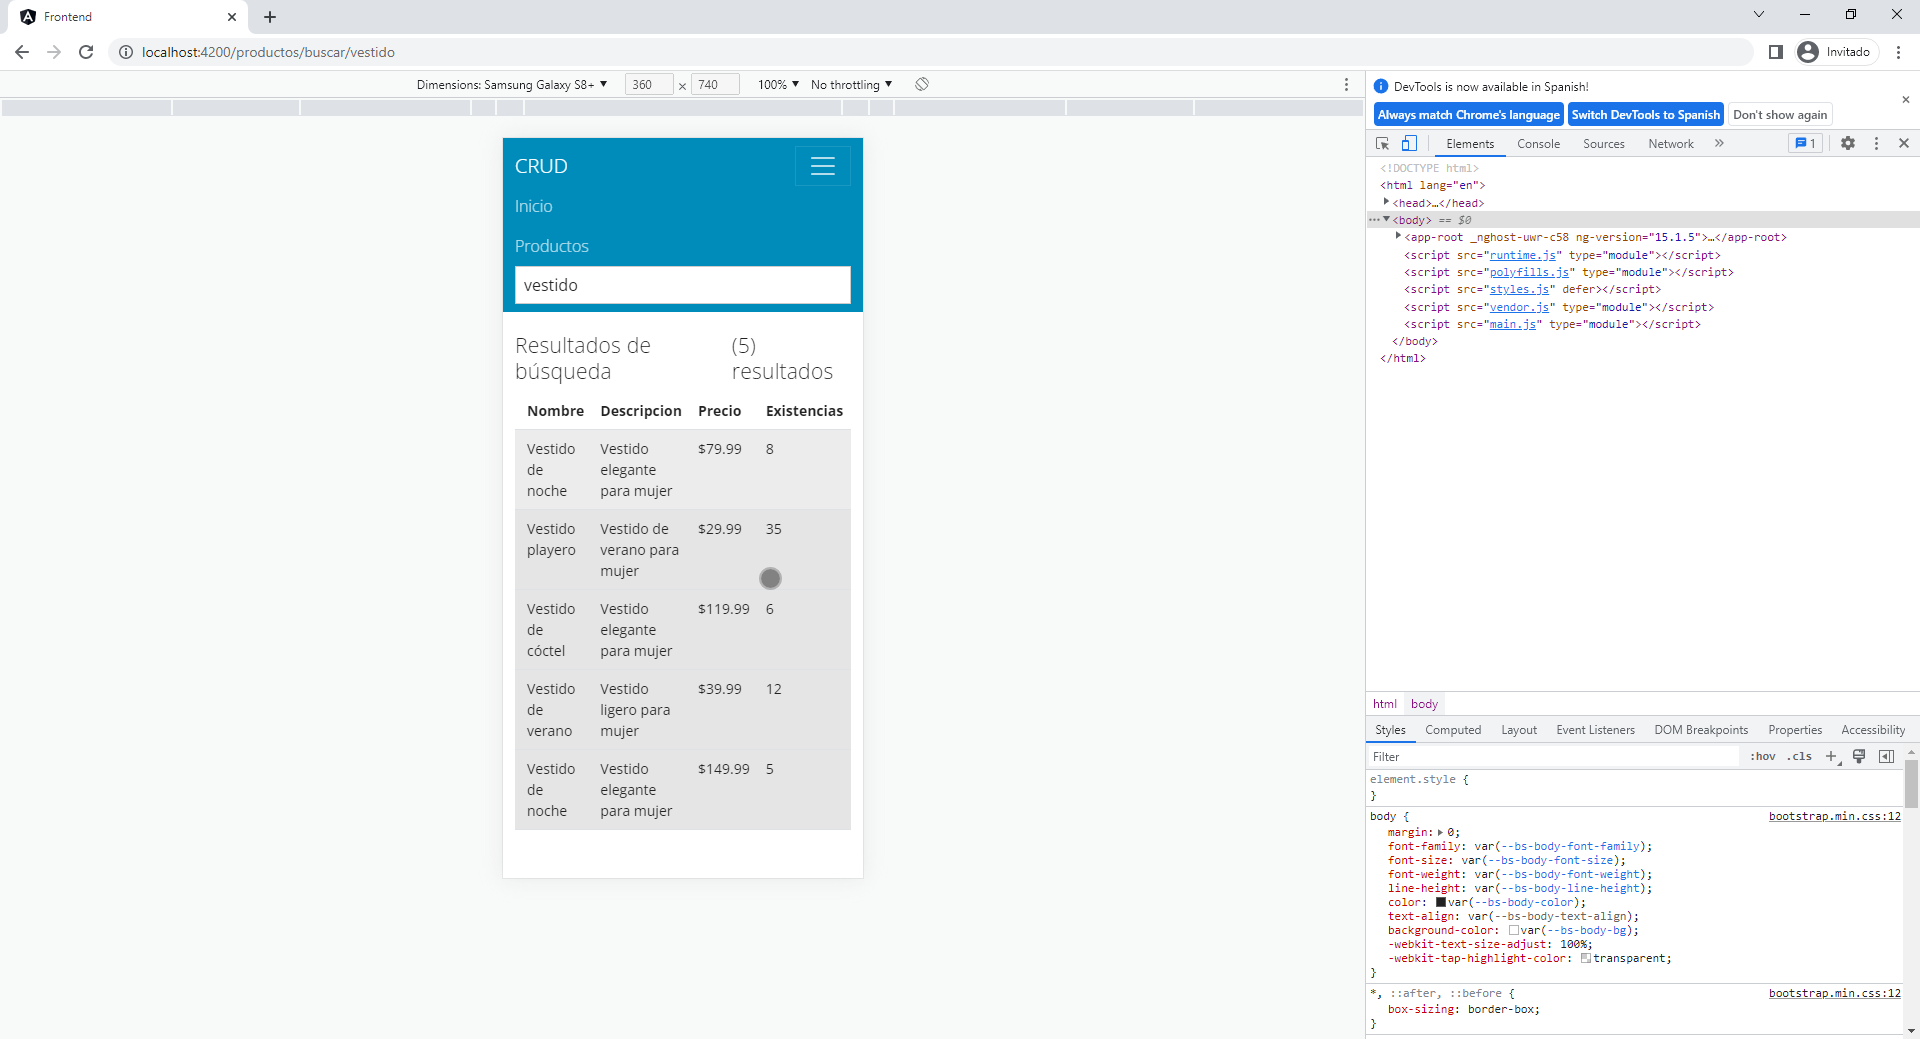 Frontend
localhost:4200/productos/buscar/vestido
Invitado
Dimensions: Samsung Galaxy S8+
360 × 740
100%
No throttling
CRUD
Inicio
Productos
vestido
Resultados de búsqueda
(5) resultados
Nombre Descripcion Precio Existencias
Vestido de noche Vestido elegante para mujer $79.99 8
Vestido playero Vestido de verano para mujer $29.99 35
Vestido de cóctel Vestido elegante para mujer $119.99 6
Vestido de verano Vestido ligero para mujer $39.99 12
Vestido de noche Vestido elegante para mujer $149.99 5
DevTools is now available in Spanish!
Always match Chrome's language Switch DevTools to Spanish Don't show again
Elements Console Sources Network » 1
<!DOCTYPE html>
<html lang="en">
<head>…</head>
<body> == $0
<app-root _nghost-uwr-c58 ng-version="15.1.5">…</app-root>
<script src="runtime.js" type="module"></script>
<script src="polyfills.js" type="module"></script>
<script src="styles.js" defer></script>
<script src="vendor.js" type="module"></script>
<script src="main.js" type="module"></script>
</body>
</html>
html body
Styles Computed Layout Event Listeners DOM Breakpoints Properties Accessibility
Filter :hov .cls
element.style {
}
body { bootstrap.min.css:12
margin: 0;
font-family: var(--bs-body-font-family);
font-size: var(--bs-body-font-size);
font-weight: var(--bs-body-font-weight);
line-height: var(--bs-body-line-height);
color: var(--bs-body-color);
text-align: var(--bs-body-text-align);
background-color: var(--bs-body-bg);
-webkit-text-size-adjust: 100%;
-webkit-tap-highlight-color: transparent;
}
*, ::after, ::before { bootstrap.min.css:12
box-sizing: border-box;
}